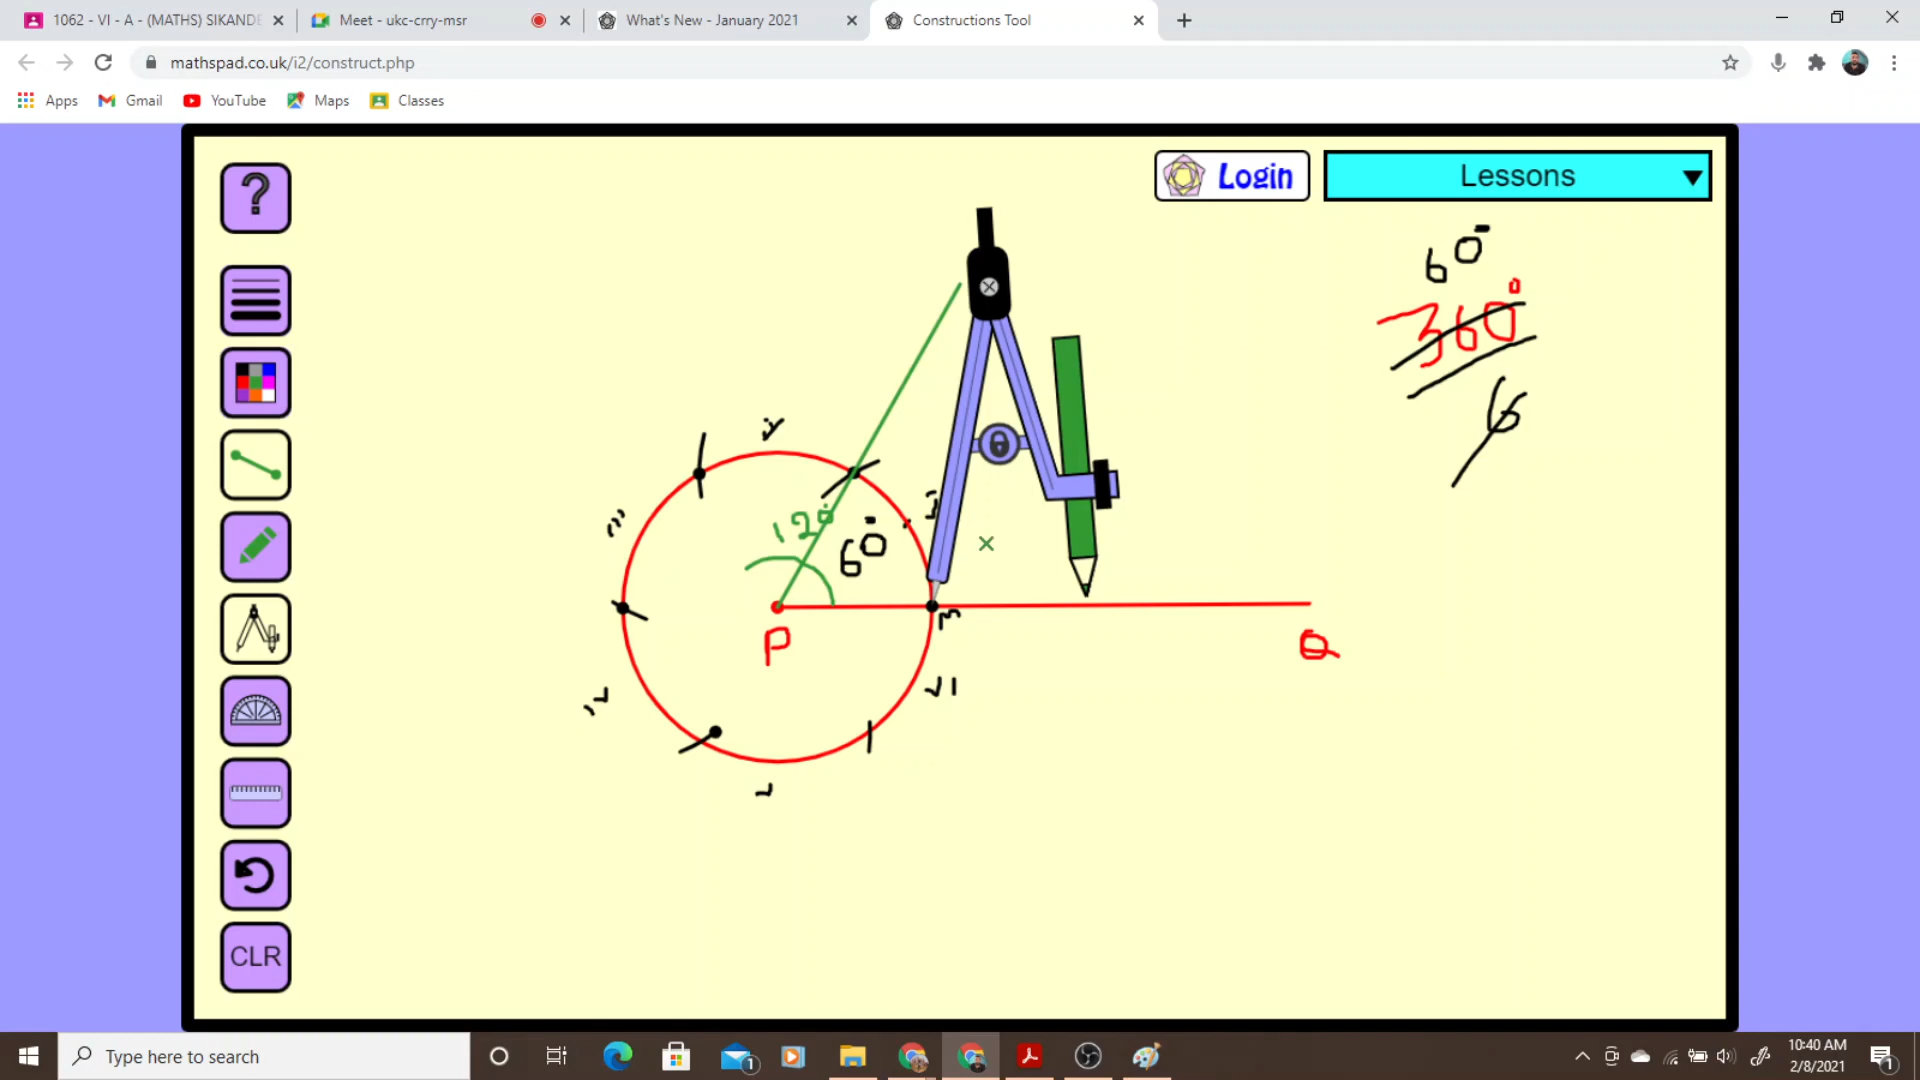 1062 - VI - A - (MATHS) SIKANDE
Meet - ukc-crry-msr
What's New - January 2021
Constructions Tool
mathspad.co.uk/i2/construct.php
Apps
Gmail
YouTube
Maps
Classes
?
Login
Lessons
60°
360°
6
120°
60°
P
m
Q
CLR
Type here to search
1
10:40 AM
2/8/2021
1